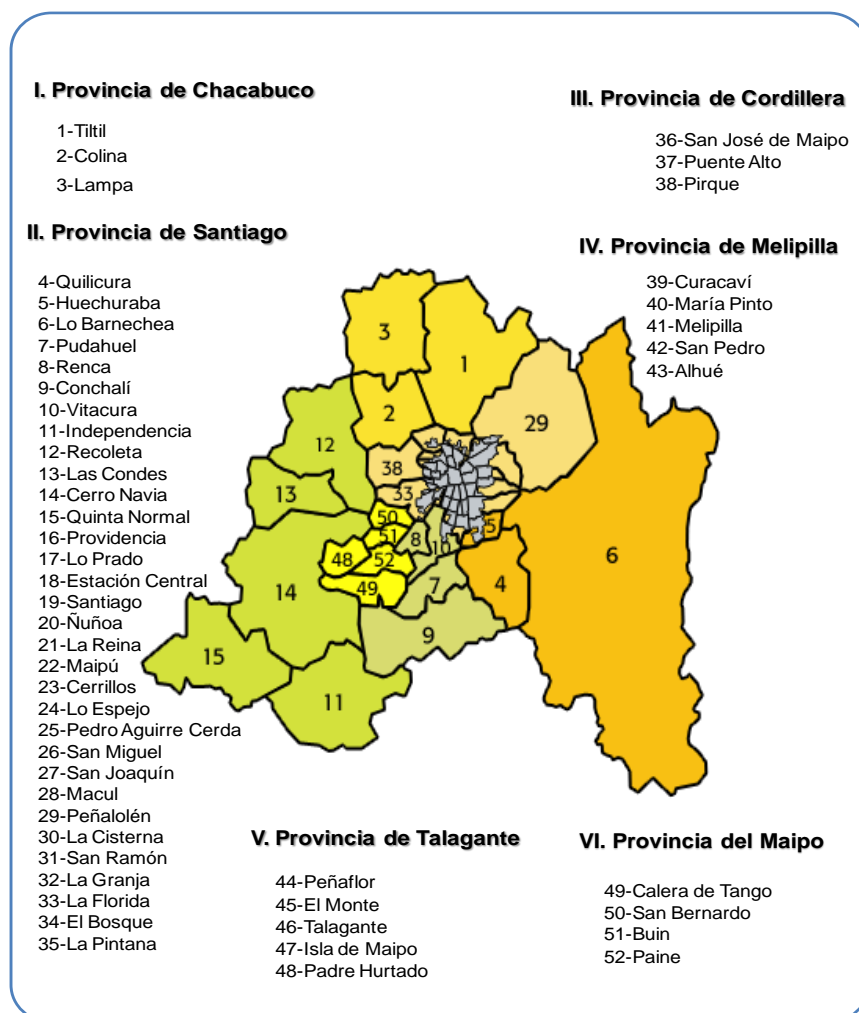 I. Provincia de Chacabuco
1-Tiltil
2-Colina
3-Lampa
II. Provincia de Santiago
4-Quilicura
5-Huechuraba
6-Lo Barnechea
7-Pudahuel
8-Renca
9-Conchalí
10-Vitacura
11-Independencia
12-Recoleta
13-Las Condes
14-Cerro Navia
15-Quinta Normal
16-Providencia
17-Lo Prado
18-Estación Central
19-Santiago
20-Ñuñoa
21-La Reina
22-Maipú
23-Cerrillos
24-Lo Espejo
25-Pedro Aguirre Cerda
26-San Miguel
27-San Joaquín
28-Macul
29-Peñalolén
30-La Cisterna
31-San Ramón
32-La Granja
33-La Florida
34-El Bosque
35-La Pintana
III. Provincia de Cordillera
36-San José de Maipo
37-Puente Alto
38-Pirque
IV. Provincia de Melipilla
39-Curacaví
40-María Pinto
41-Melipilla
42-San Pedro
43-Alhué
3
1
2
29
12
38
13
33
50
51
5
8
10
48
52
6
14
49
7
4
9
15
11
V. Provincia de Talagante
44-Peñaflor
45-El Monte
46-Talagante
47-Isla de Maipo
48-Padre Hurtado
VI. Provincia del Maipo
49-Calera de Tango
50-San Bernardo
51-Buin
52-Paine